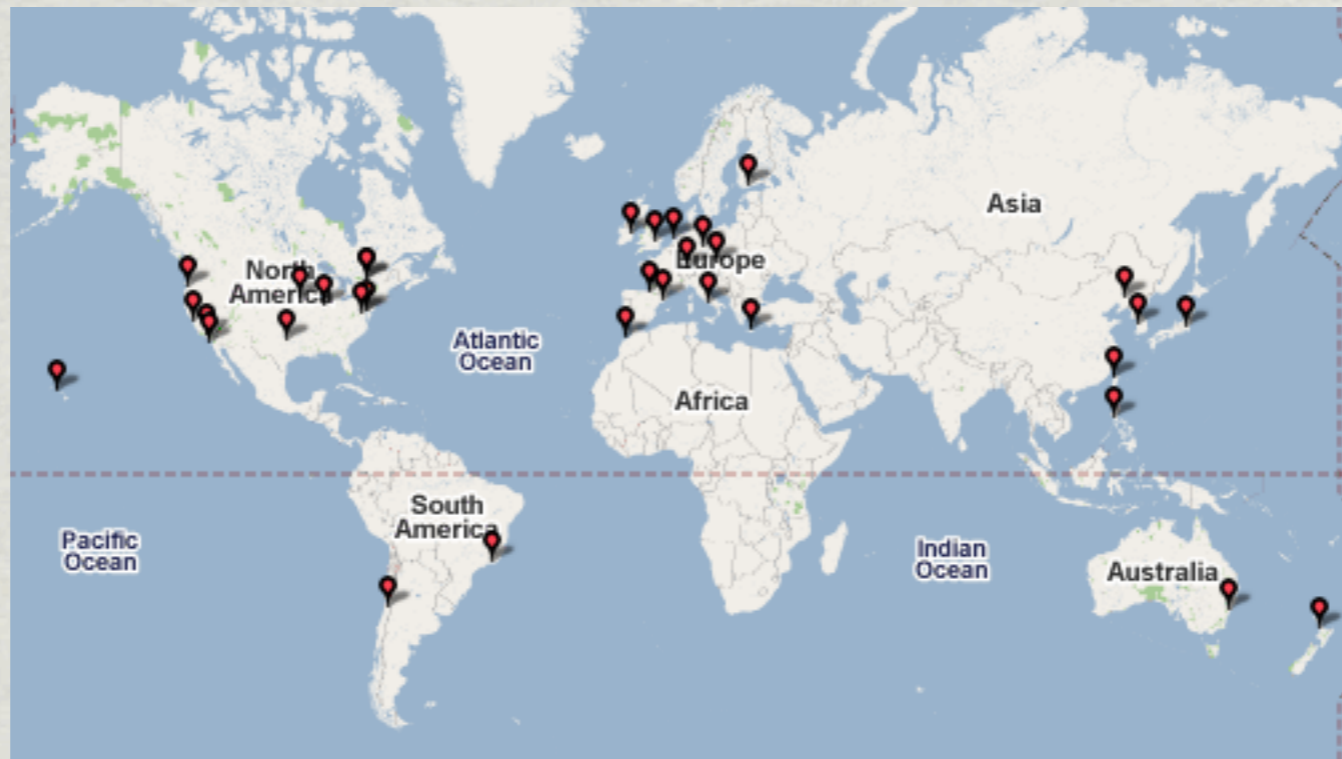 North
America
Atlantic
Ocean
Europe
Asia
Africa
South
America
Pacific
Ocean
Indian
Ocean
Australia